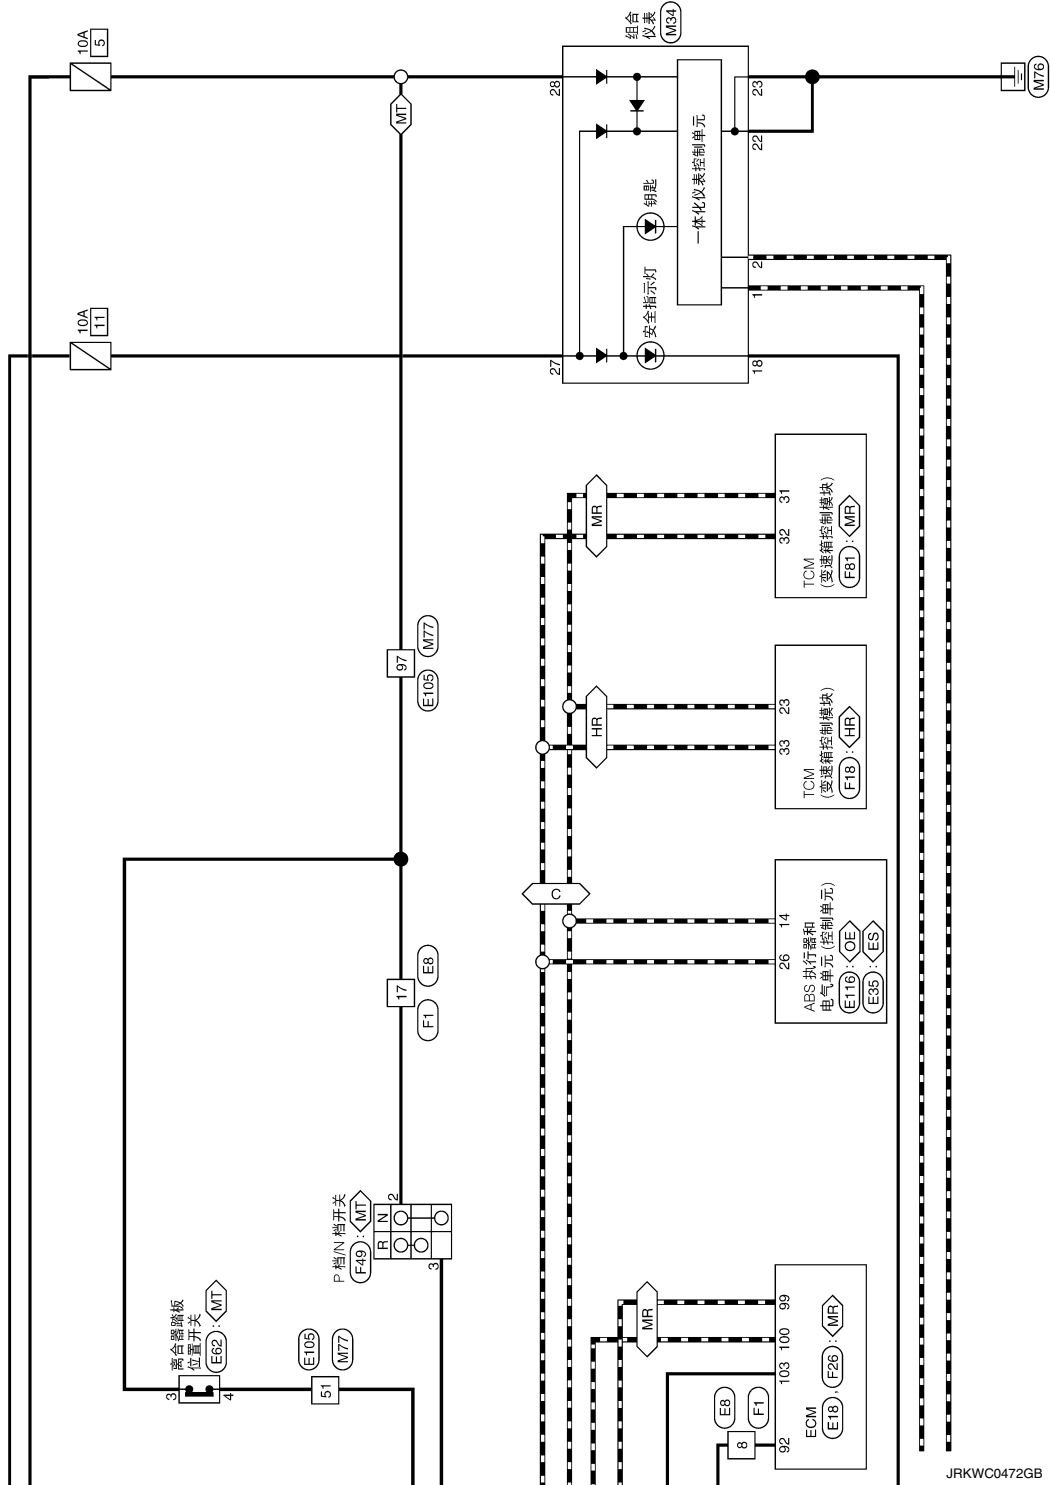 10A
5
MT
28
组合
仪表
M34
一体化仪表控制单元
钥匙
安全指示灯
23
22
2
1
M76
10A
11
27
18
MR
31
32
TCM
(变速箱控制模块)
F81 : MR
97
M77
E105
HR
23
33
TCM
(变速箱控制模块)
F18 : HR
C
14
26
ABS 执行器和
电气单元 (控制单元)
E116 : OE
E35 : ES
17
E8
F1
P 档/N 档开关
F49 : MT
2
N
R
3
离合器踏板
位置开关
E62 : MT
3
4
51
E105
M77
MR
99
100
103
92
8
E8
F1
ECM
E18 , F26 : MR
JRKWC0472GB